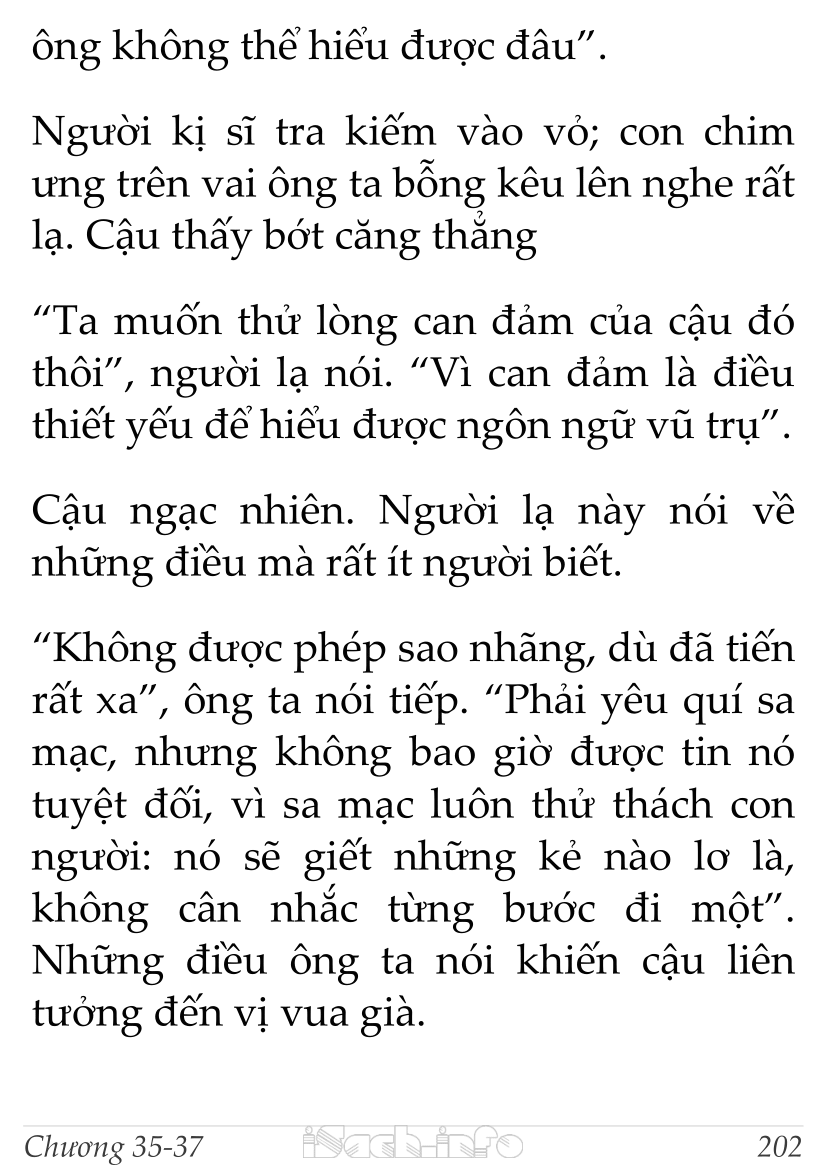 ông không thể hiểu được đâu”.
Người kị sĩ tra kiếm vào vỏ; con chim
ưng trên vai ông ta bỗng kêu lên nghe rất
lạ. Cậu thấy bớt căng thẳng
“Ta muốn thử lòng can đảm của cậu đó
thôi”, người lạ nói. “Vì can đảm là điều
thiết yếu để hiểu được ngôn ngữ vũ trụ”.
Cậu ngạc nhiên. Người lạ này nói về
những điều mà rất ít người biết.
“Không được phép sao nhãng, dù đã tiến
rất xa”, ông ta nói tiếp. “Phải yêu quí sa
mạc, nhưng không bao giờ được tin nó
tuyệt đối, vì sa mạc luôn thử thách con
người: nó sẽ giết những kẻ nào lơ là,
không cân nhắc từng bước đi một”.
Những điều ông ta nói khiến cậu liên
tưởng đến vị vua già.
Chương 35-37 iSach.info 202